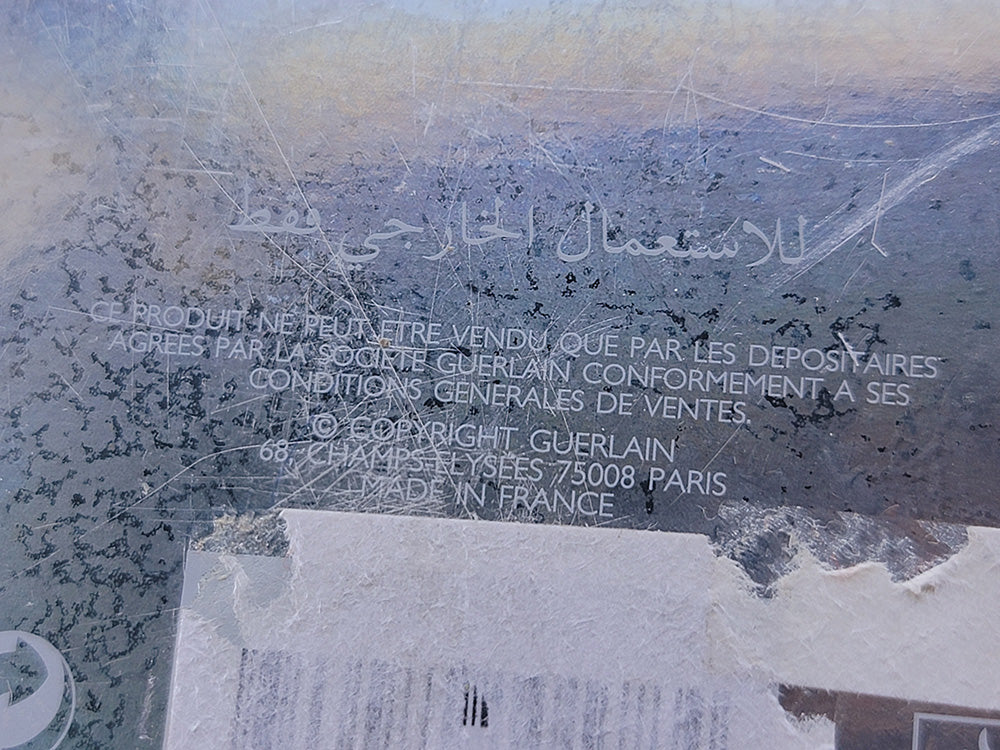 للاستعمال الخارجي فقط
CE PRODUIT NE PEUT ETRE VENDU QUE PAR LES DEPOSITAIRES
AGREES PAR LA SOCIETE GUERLAIN CONFORMEMENT A SES
CONDITIONS GENERALES DE VENTES.
© COPYRIGHT GUERLAIN
68, CHAMPS-ELYSEES 75008 PARIS
MADE IN FRANCE